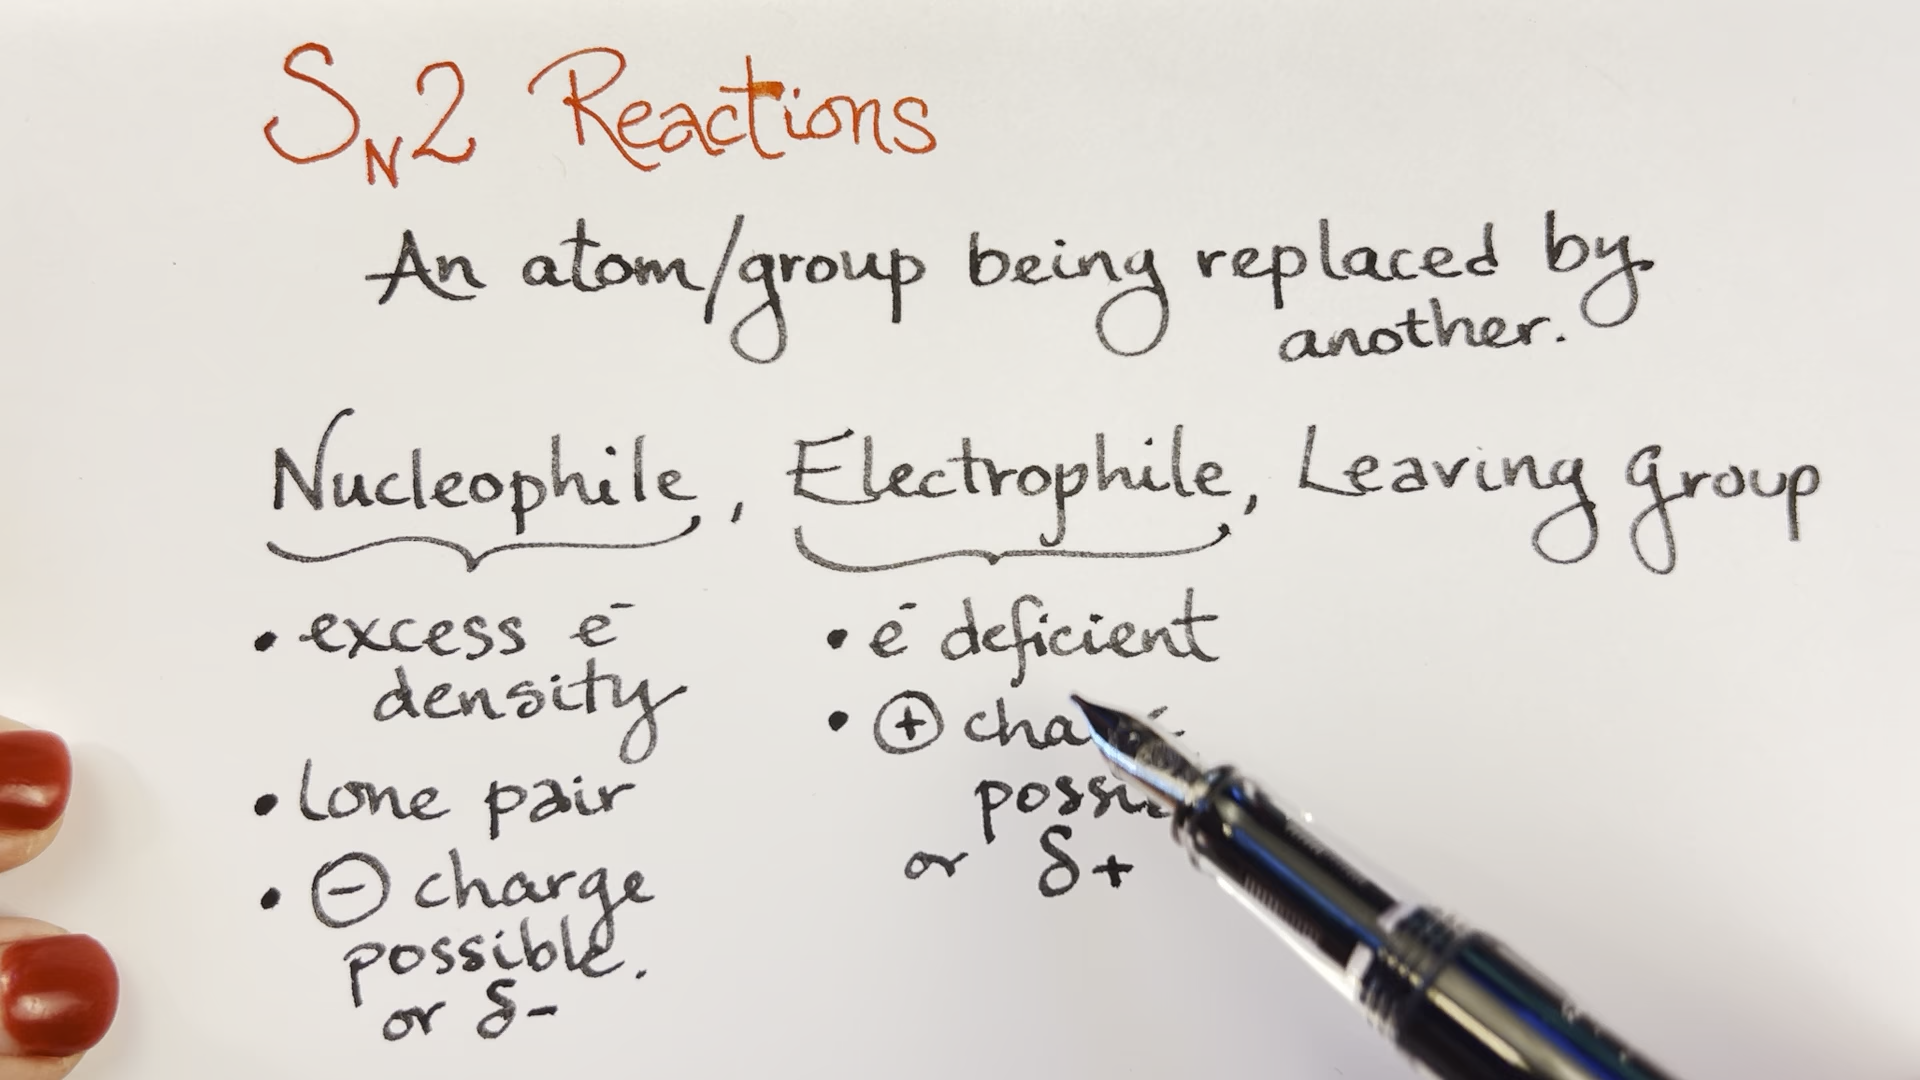 SN2 Reactions
An atom/group being replaced by
another.
Nucleophile, Electrophile, Leaving group
• excess e⁻
density
• lone pair
• ⊖ charge
possible.
or δ-
• e⁻ deficient
• ⊕
or δ+